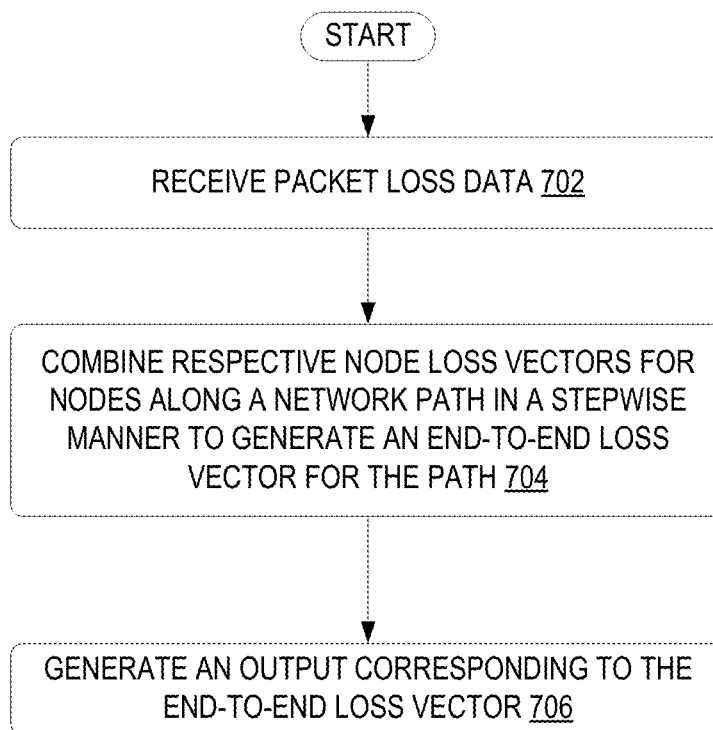 START
RECEIVE PACKET LOSS DATA 702
COMBINE RESPECTIVE NODE LOSS VECTORS FOR
NODES ALONG A NETWORK PATH IN A STEPWISE
MANNER TO GENERATE AN END-TO-END LOSS
VECTOR FOR THE PATH 704
GENERATE AN OUTPUT CORRESPONDING TO THE
END-TO-END LOSS VECTOR 706